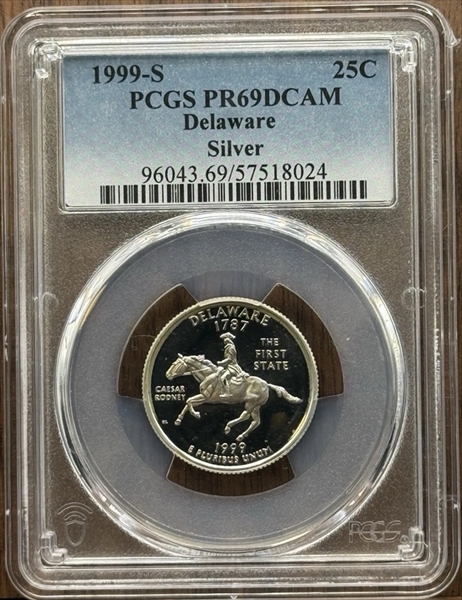 1999-S 25C
PCGS PR69DCAM
Delaware
Silver
96043.69/57518024
DELAWARE
1787
THE
FIRST
STATE
CAESAR
RODNEY
1999
E PLURIBUS UNUM
PCGS